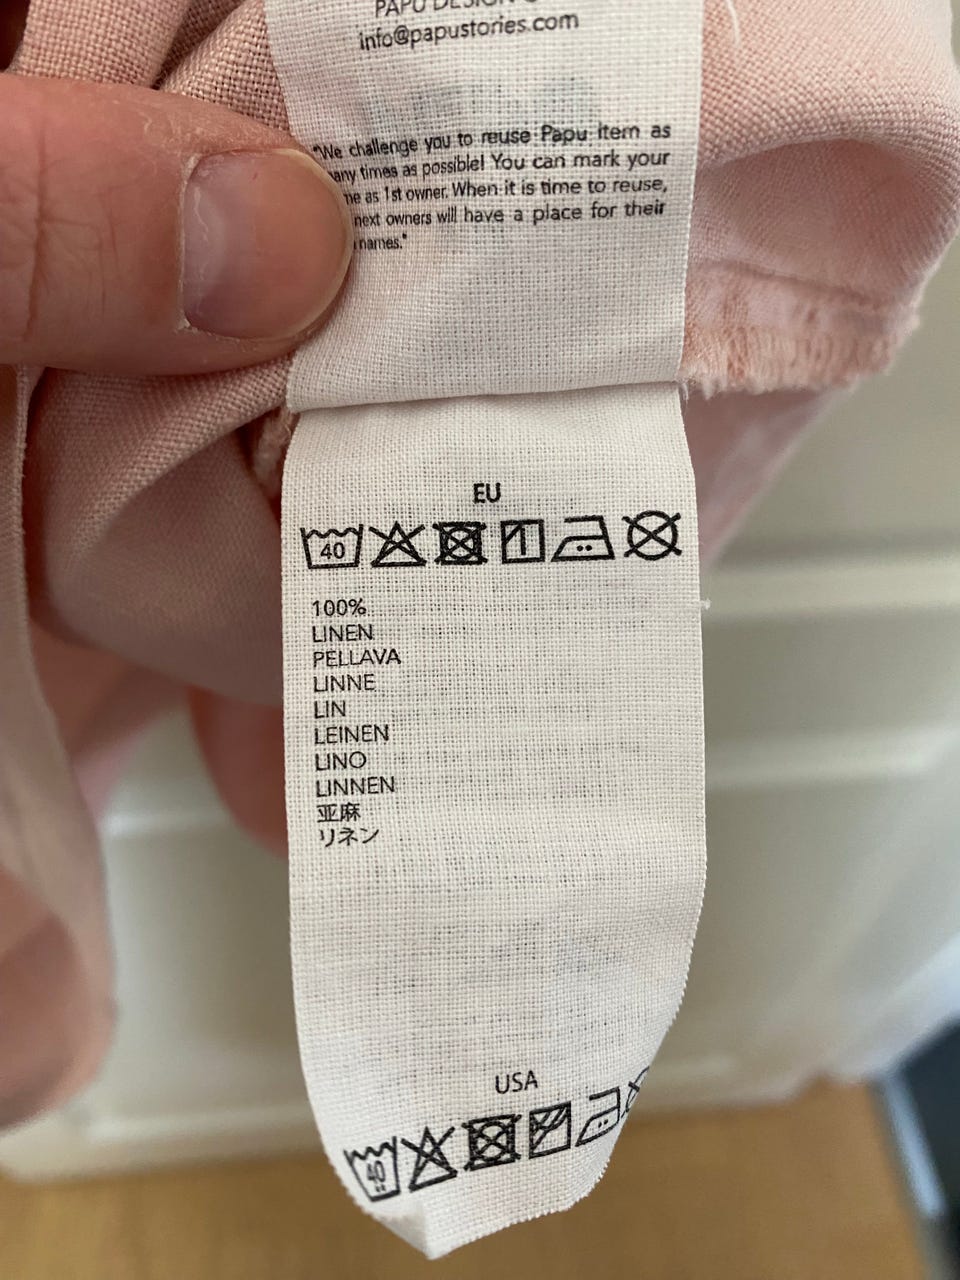 PAPU DESIGN
info@papustories.com
"We challenge you to reuse Papu item as
many times as possible! You can mark your
as 1st owner. When it is time to reuse,
next owners will have a place for their
names."
EU
40
100%
LINEN
PELLAVA
LINNE
LIN
LEINEN
LINO
LINNEN
亚麻
リネン
USA
40